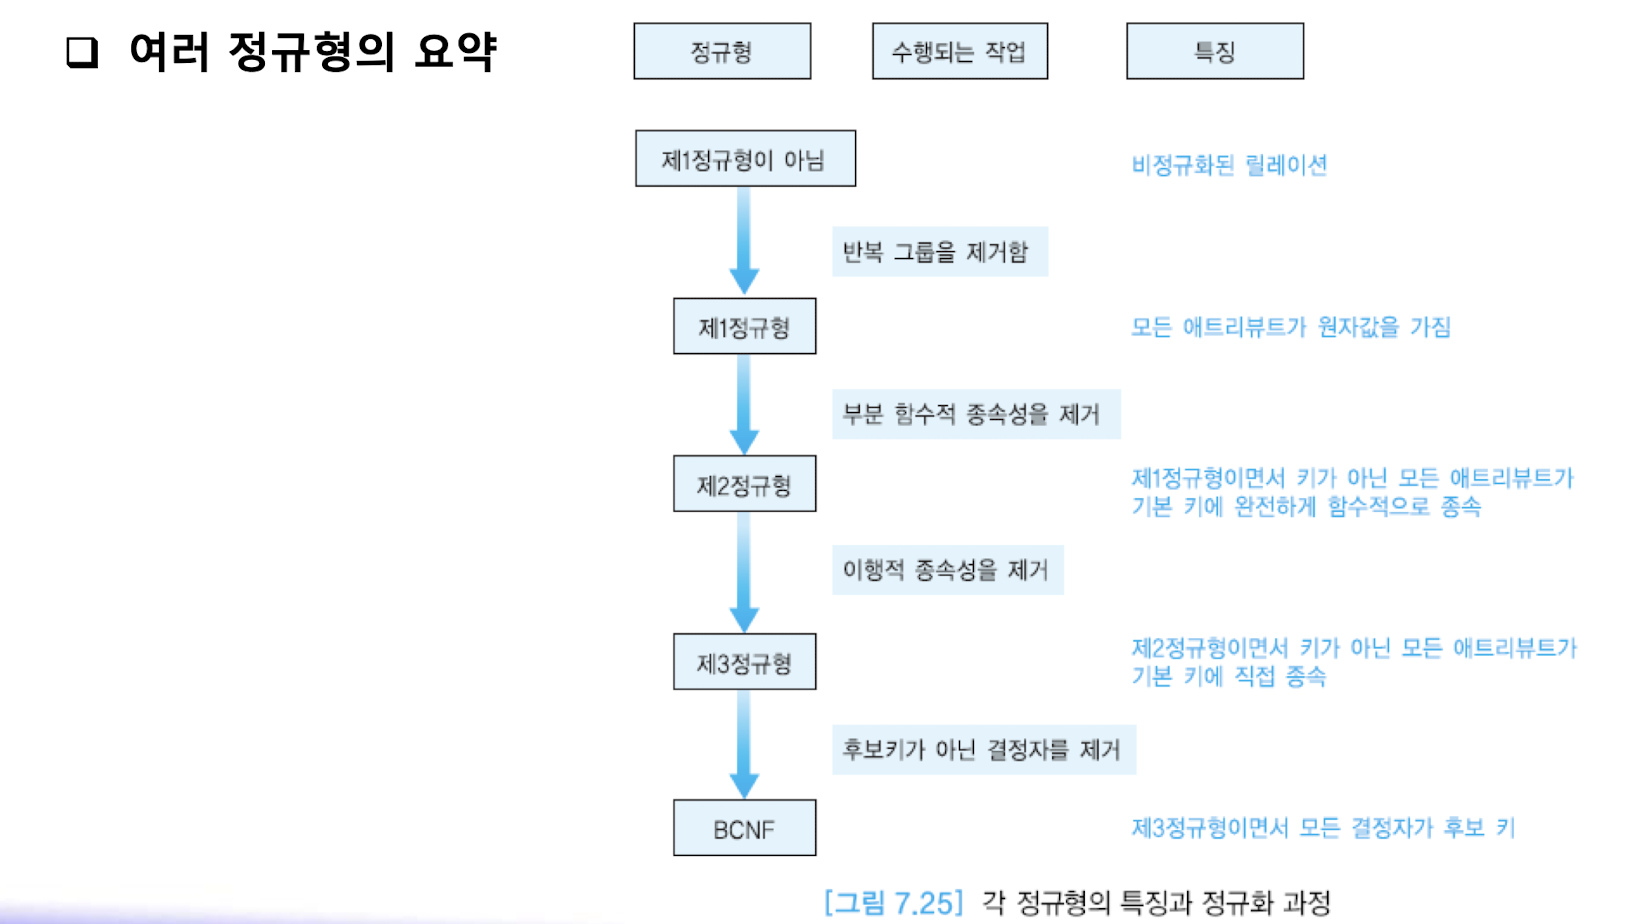 ❑ 여러 정규형의 요약
정규형 수행되는 작업 특징
제1정규형이 아님 비정규화된 릴레이션
반복 그룹을 제거함
제1정규형 모든 애트리뷰트가 원자값을 가짐
부분 함수적 종속성을 제거
제2정규형
제1정규형이면서 키가 아닌 모든 애트리뷰트가
기본 키에 완전하게 함수적으로 종속
이행적 종속성을 제거
제3정규형
제2정규형이면서 키가 아닌 모든 애트리뷰트가
기본 키에 직접 종속
후보키가 아닌 결정자를 제거
BCNF 제3정규형이면서 모든 결정자가 후보 키
[그림 7.25] 각 정규형의 특징과 정규화 과정